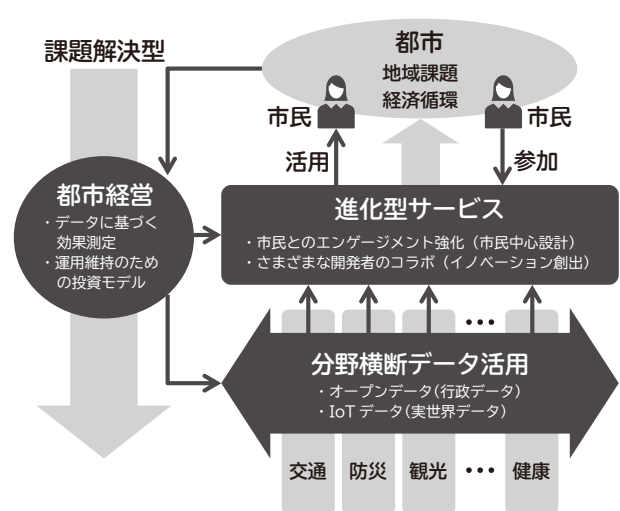 課題解決型
都市
地域課題
経済循環
市民
市民
活用
参加
都市経営
・データに基づく
効果測定
・運用維持のため
の投資モデル
進化型サービス
・市民とのエンゲージメント強化（市民中心設計）
・さまざまな開発者のコラボ（イノベーション創出）
…
分野横断データ活用
・オープンデータ(行政データ)
・IoT データ(実世界データ)
交通 防災 観光 … 健康